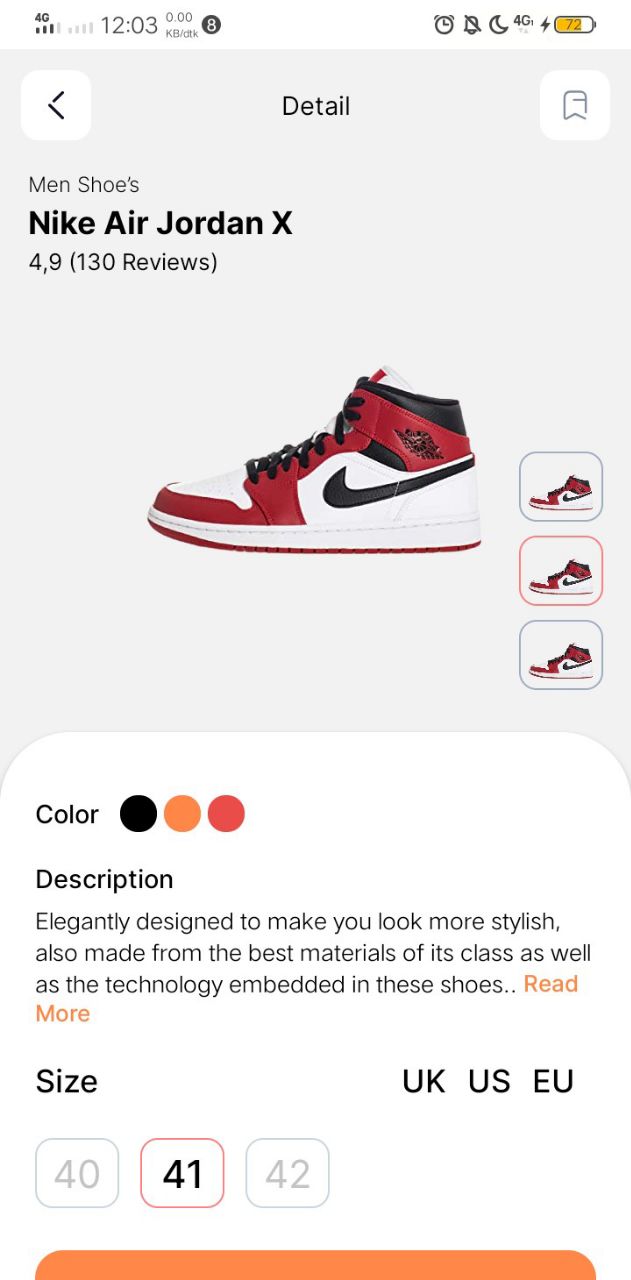 4G 12:03 0.00 KB/dtk 8 4G 72
Detail
Men Shoe’s
Nike Air Jordan X
4,9 (130 Reviews)
Color
Description
Elegantly designed to make you look more stylish,
also made from the best materials of its class as well
as the technology embedded in these shoes.. Read
More
Size UK US EU
40 41 42